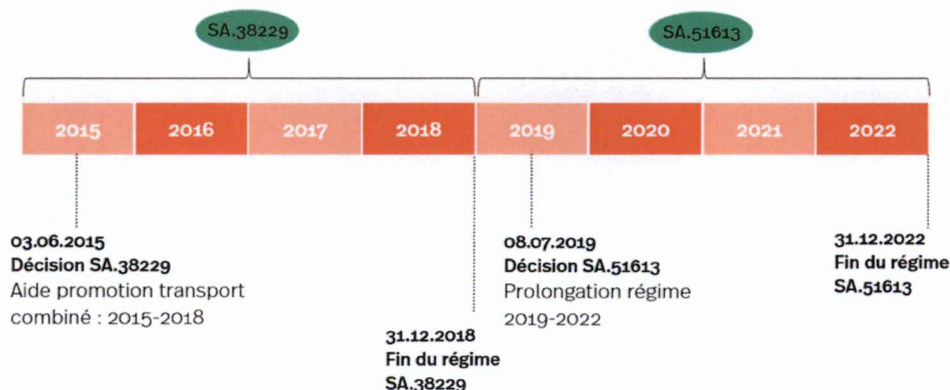 SA.38229
SA.51613
2015 2016 2017 2018 2019 2020 2021 2022
03.06.2015
Décision SA.38229
Aide promotion transport
combiné : 2015-2018
31.12.2018
Fin du régime
SA.38229
08.07.2019
Décision SA.51613
Prolongation régime
2019-2022
31.12.2022
Fin du régime
SA.51613